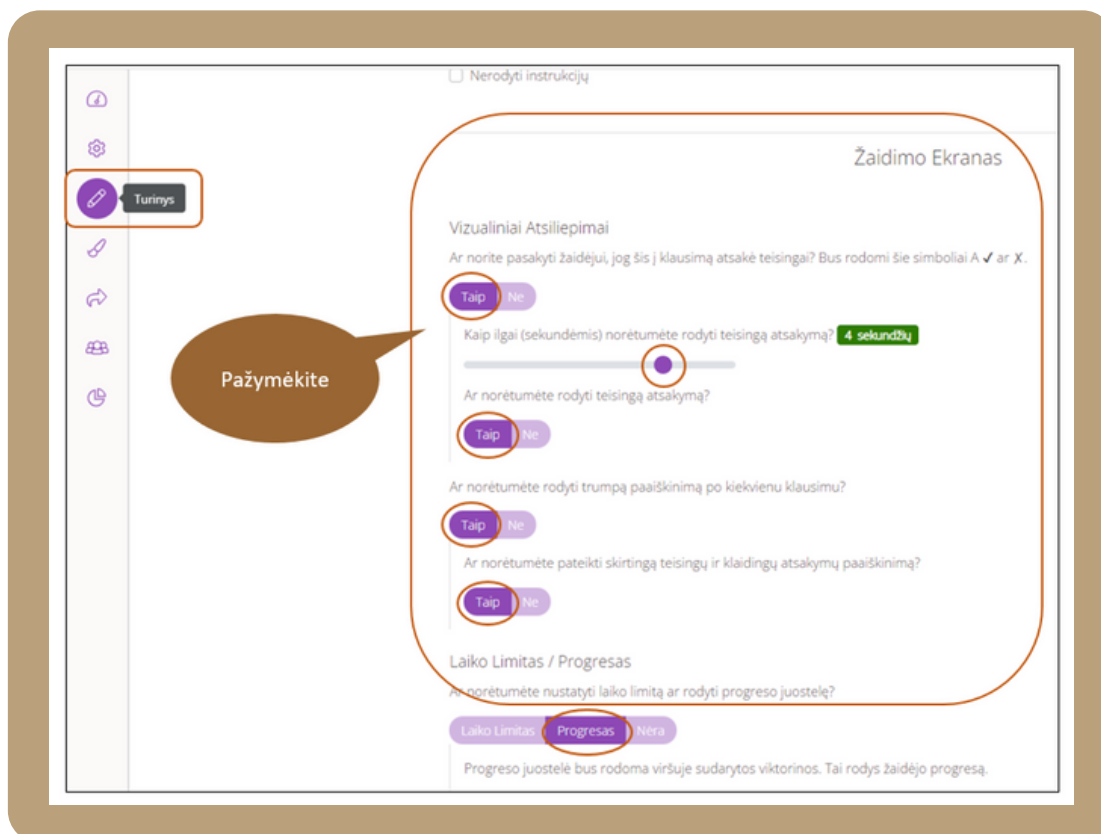 Nerodyti instrukcijų
Žaidimo Ekranas
Turinys
Vizualiniai Atsiliepimai
Ar norite pasakyti žaidėjui, jog šis į klausimą atsakė teisingai? Bus rodomi šie simboliai A ✓ ar ✗.
Taip Ne
Kaip ilgai (sekundėmis) norėtumėte rodyti teisingą atsakymą? 4 sekundžių
Pažymėkite
Ar norėtumėte rodyti teisingą atsakymą?
Taip Ne
Ar norėtumėte rodyti trumpą paaiškinimą po kiekvienu klausimu?
Taip Ne
Ar norėtumėte pateikti skirtingą teisingų ir klaidingų atsakymų paaiškinimą?
Taip Ne
Laiko Limitas / Progresas
Ar norėtumėte nustatyti laiko limitą ar rodyti progreso juostelę?
Laiko Limitas Progresas Nėra
Progreso juostelė bus rodoma viršuje sudarytos viktorinos. Tai rodys žaidėjo progresą.